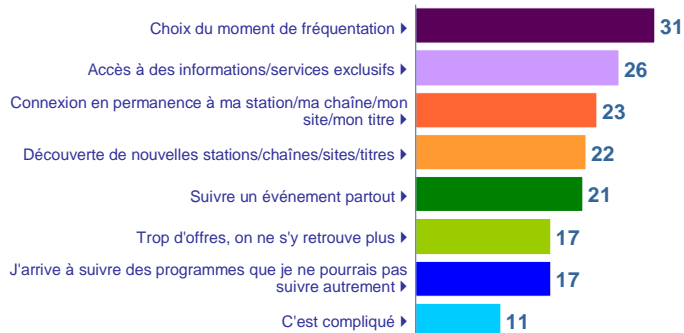 Choix du moment de fréquentation 31
Accès à des informations/services exclusifs 26
Connexion en permanence à ma station/ma chaîne/mon
site/mon titre 23
Découverte de nouvelles stations/chaînes/sites/titres 22
Suivre un événement partout 21
Trop d'offres, on ne s'y retrouve plus 17
J'arrive à suivre des programmes que je ne pourrais pas
suivre autrement 17
C'est compliqué 11